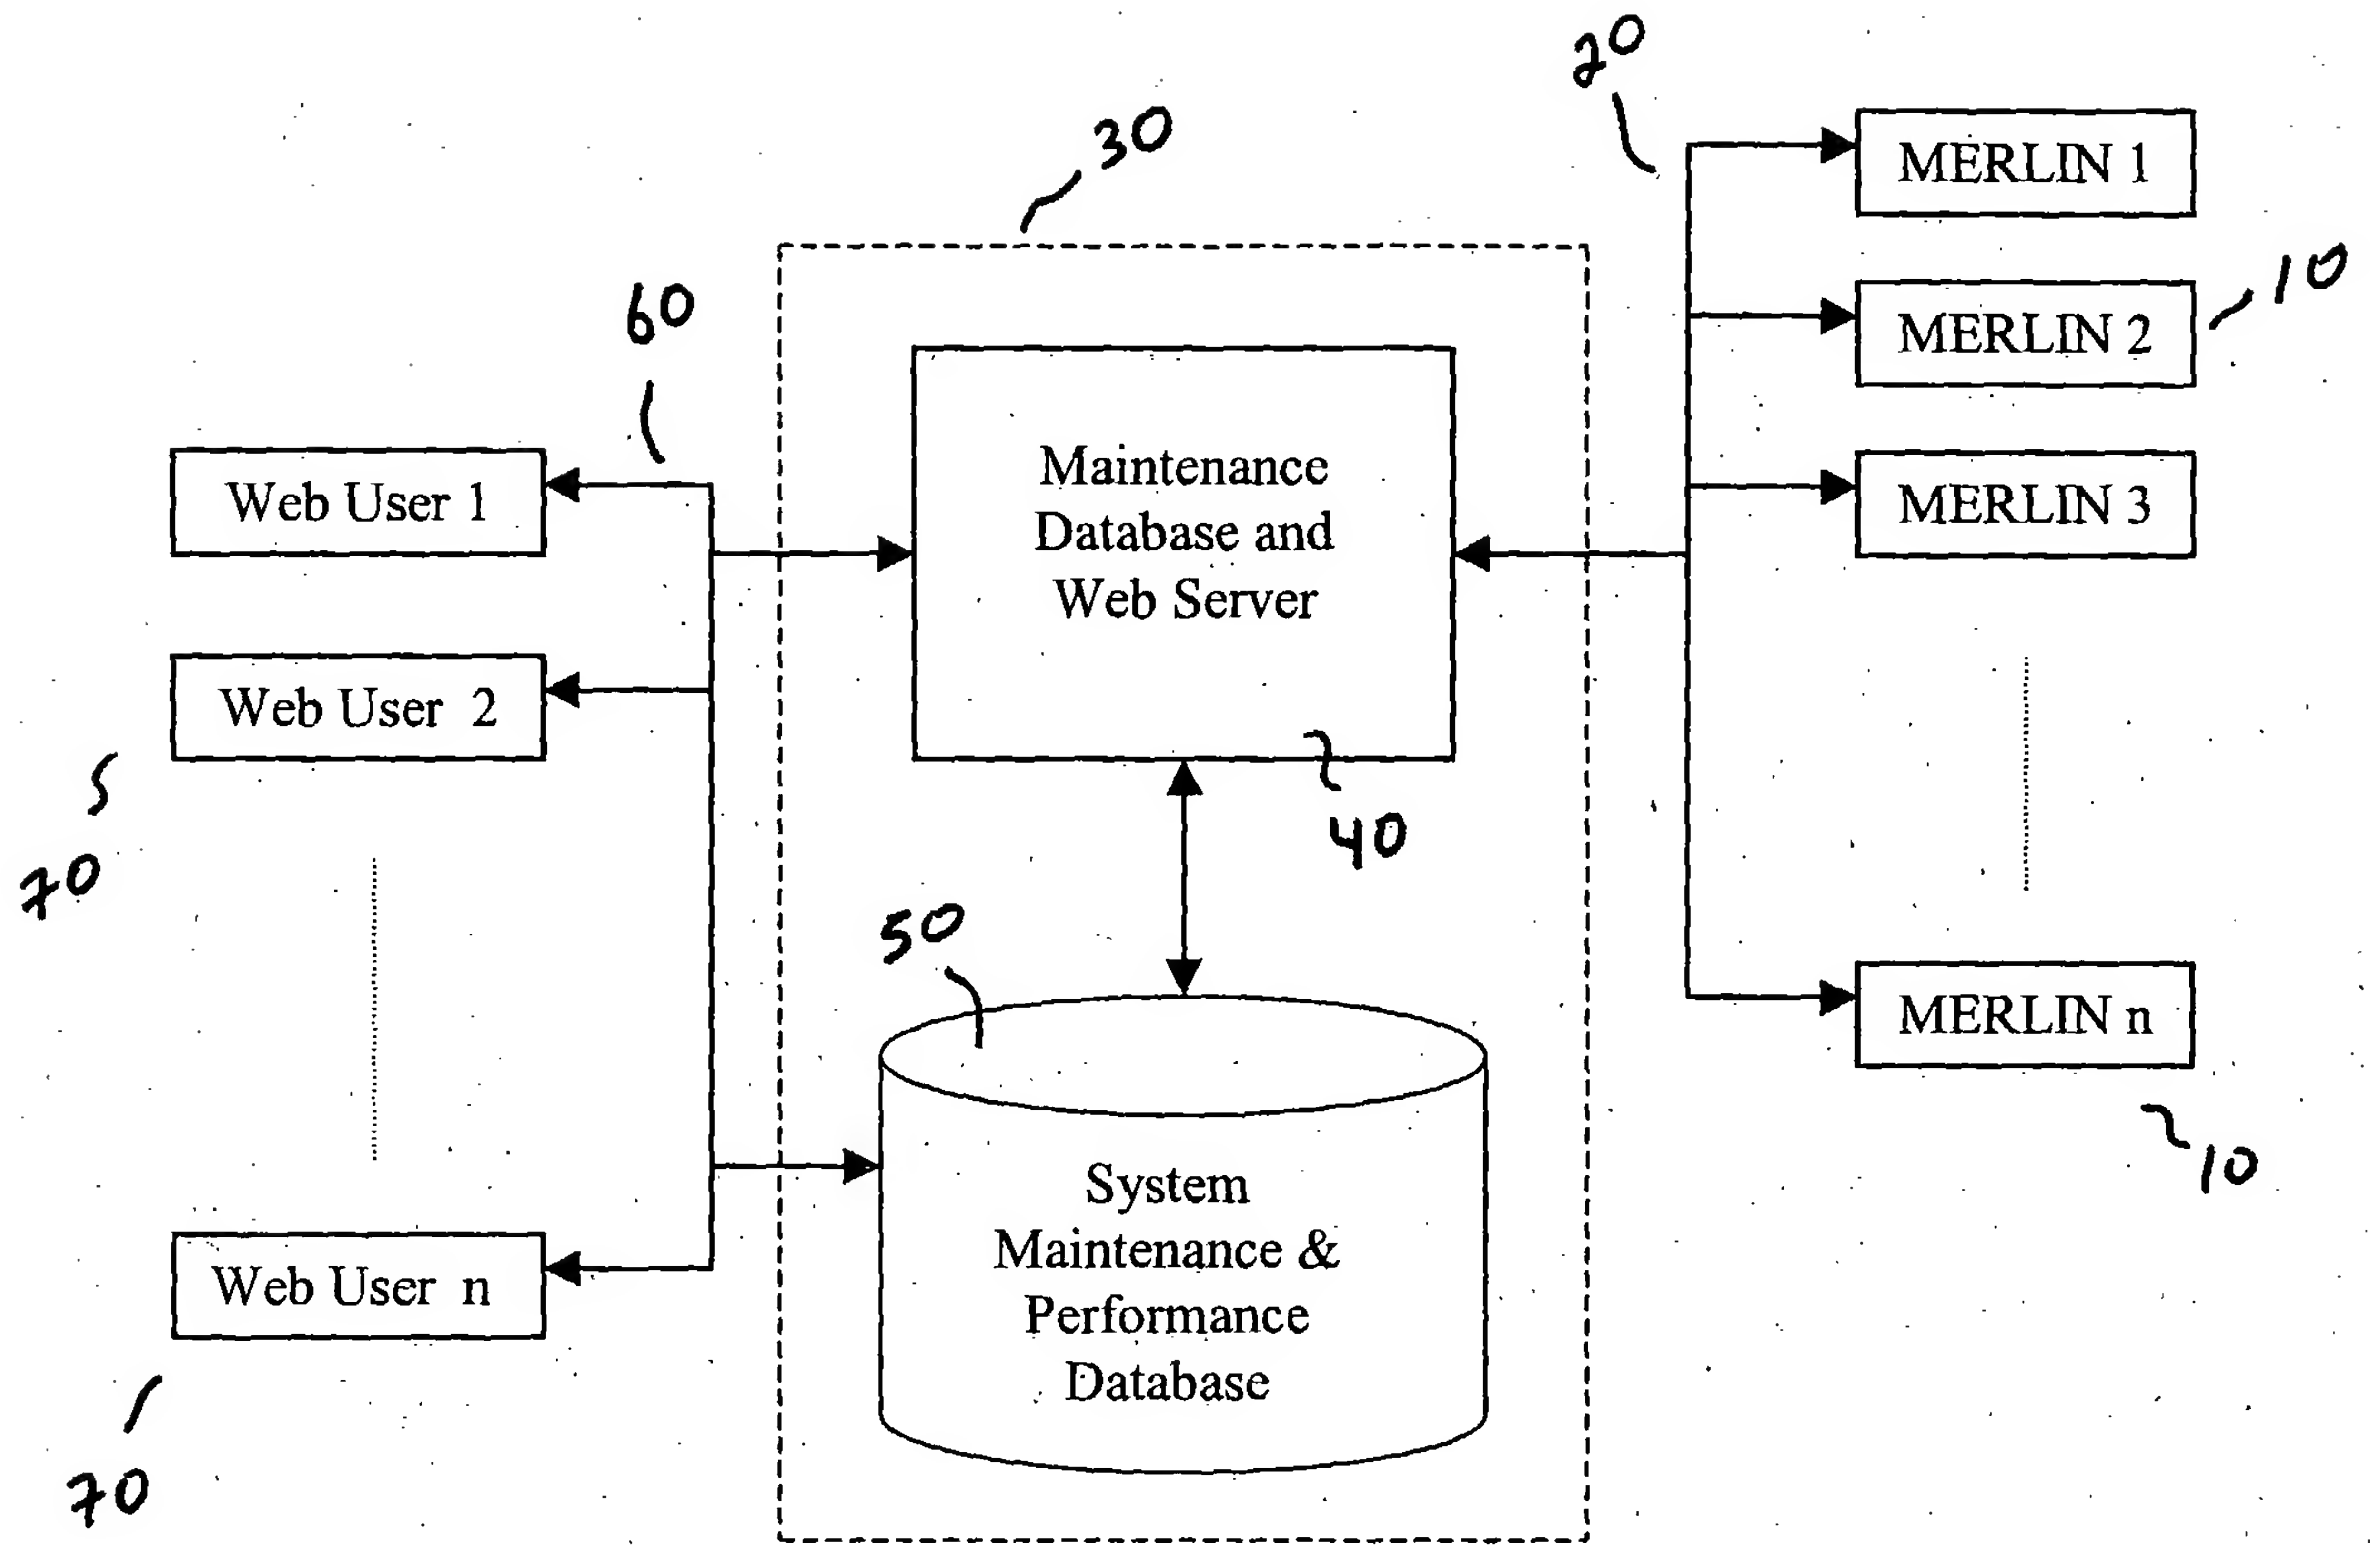 20
30
MERLIN 1
10
MERLIN 2
60
Maintenance
Database and
Web Server
MERLIN 3
Web User 1
Web User 2
40
70
50
MERLIN n
10
System
Maintenance &
Performance
Database
Web User n
70